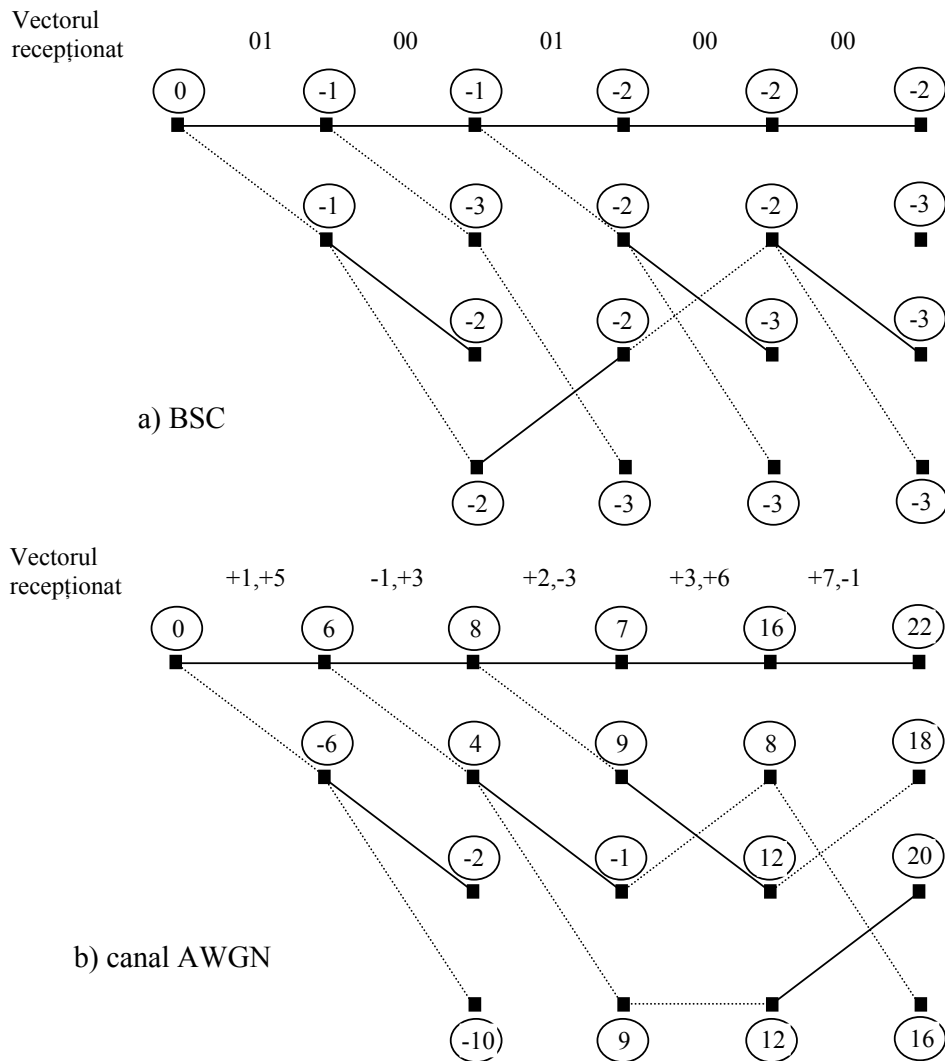 Vectorul
recepționat 01 00 01 00 00
0 -1 -1 -2 -2 -2
-1 -3 -2 -2 -3
-2 -2 -3 -3
a) BSC
-2 -3 -3 -3
Vectorul
recepționat +1,+5 -1,+3 +2,-3 +3,+6 +7,-1
0 6 8 7 16 22
-6 4 9 8 18
-2 -1 12 20
b) canal AWGN
-10 9 12 16